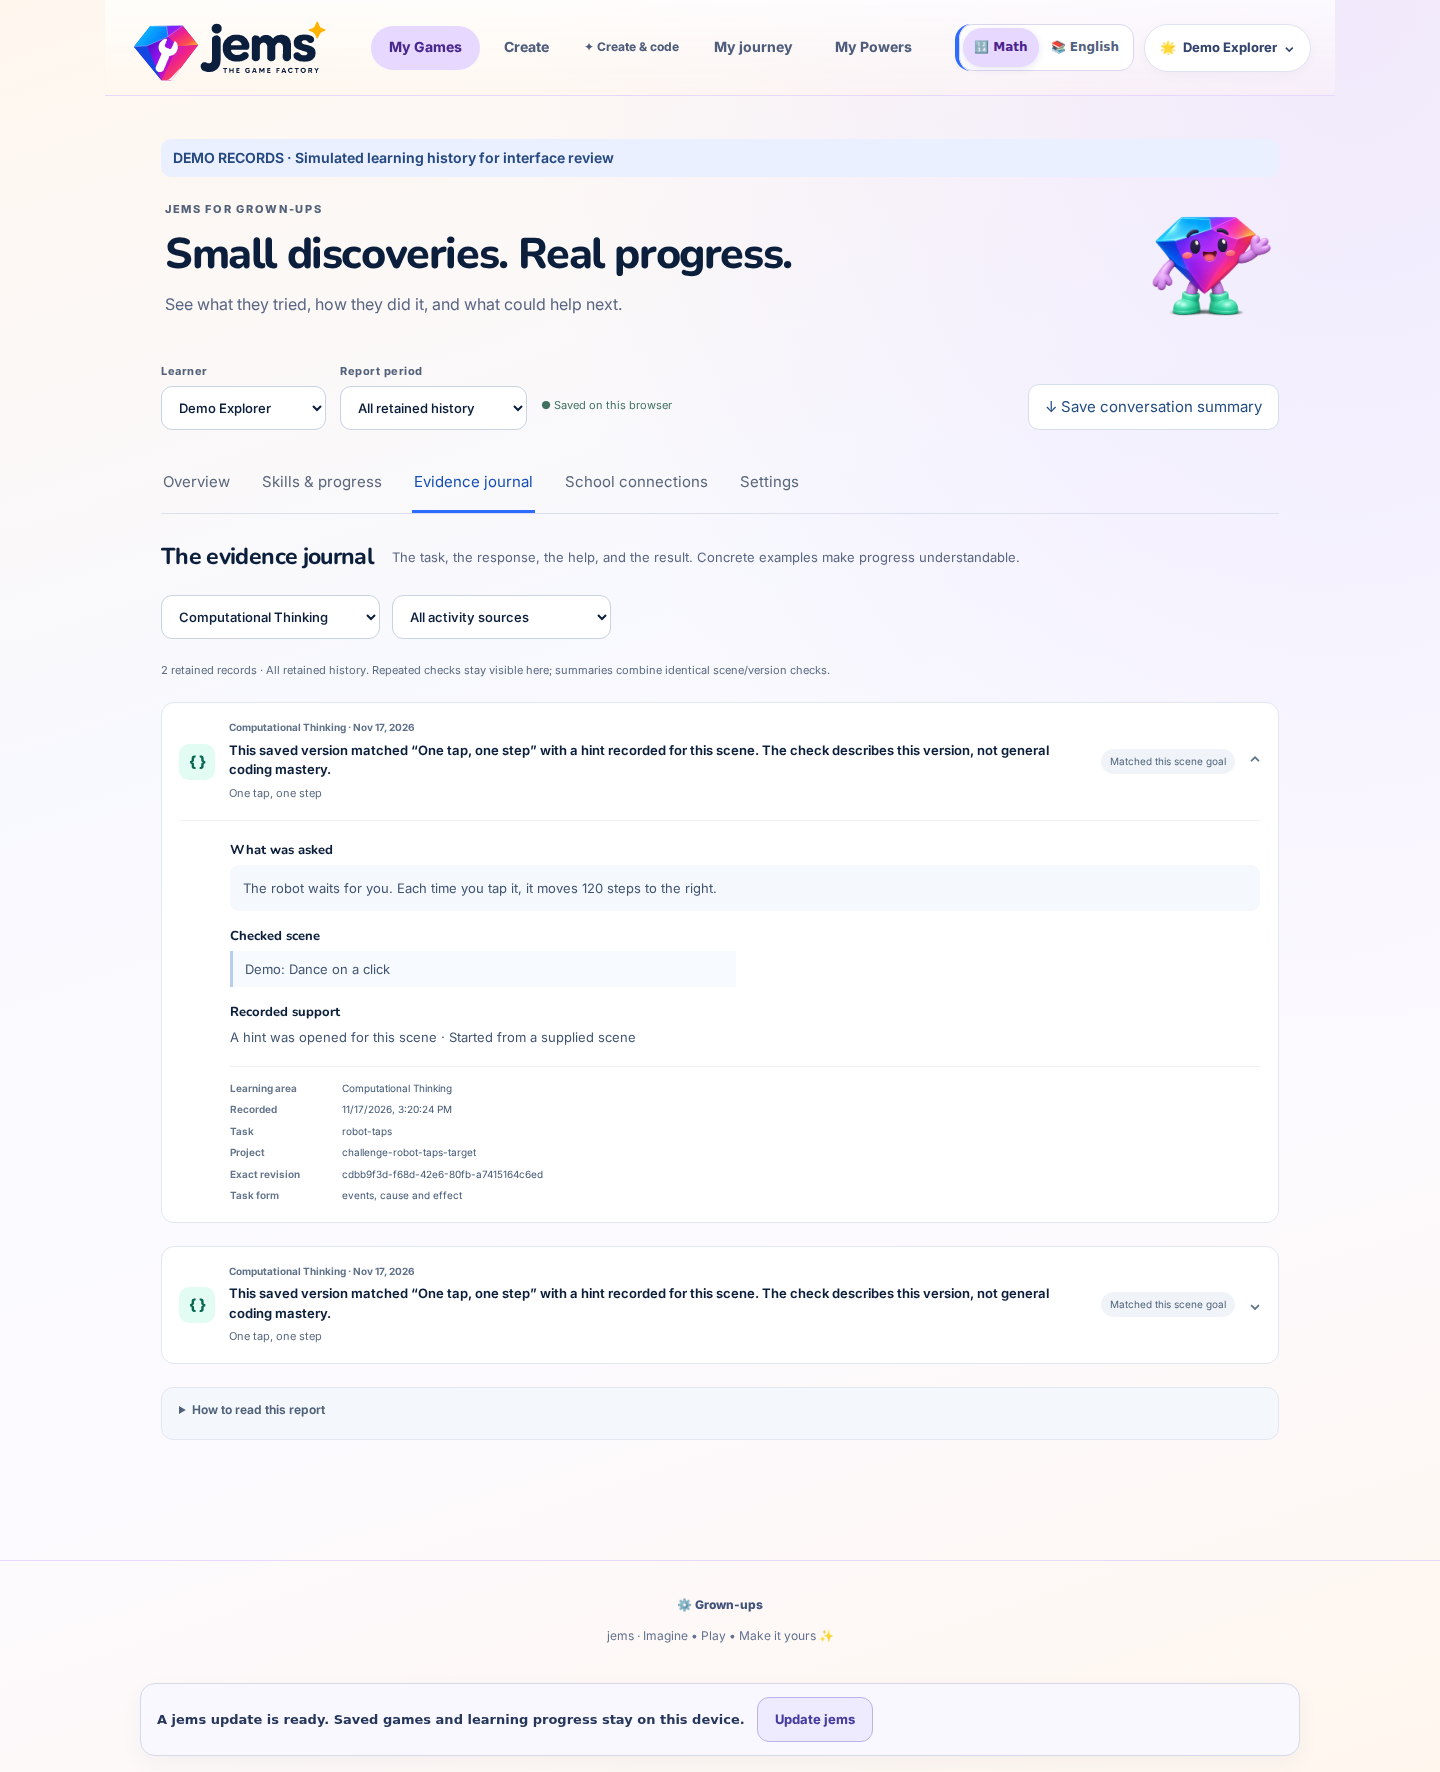 jems
THE GAME FACTORY
My Games
Create
✦ Create & code
My journey
My Powers
🔢 Math
📚 English
🌟 Demo Explorer
DEMO RECORDS · Simulated learning history for interface review
JEMS FOR GROWN-UPS
Small discoveries. Real progress.
See what they tried, how they did it, and what could help next.
Learner
Report period
Demo Explorer
All retained history
Saved on this browser
↓ Save conversation summary
Overview
Skills & progress
Evidence journal
School connections
Settings
The evidence journal
The task, the response, the help, and the result. Concrete examples make progress understandable.
Computational Thinking
All activity sources
2 retained records · All retained history. Repeated checks stay visible here; summaries combine identical scene/version checks.
Computational Thinking · Nov 17, 2026
{ }
This saved version matched “One tap, one step” with a hint recorded for this scene. The check describes this version, not general
coding mastery.
One tap, one step
Matched this scene goal
What was asked
The robot waits for you. Each time you tap it, it moves 120 steps to the right.
Checked scene
Demo: Dance on a click
Recorded support
A hint was opened for this scene · Started from a supplied scene
Learning area Computational Thinking
Recorded 11/17/2026, 3:20:24 PM
Task robot-taps
Project challenge-robot-taps-target
Exact revision cdbb9f3d-f68d-42e6-80fb-a7415164c6ed
Task form events, cause and effect
Computational Thinking · Nov 17, 2026
{ }
This saved version matched “One tap, one step” with a hint recorded for this scene. The check describes this version, not general
coding mastery.
One tap, one step
Matched this scene goal
How to read this report
⚙️ Grown-ups
jems · Imagine • Play • Make it yours ✨
A jems update is ready. Saved games and learning progress stay on this device.
Update jems